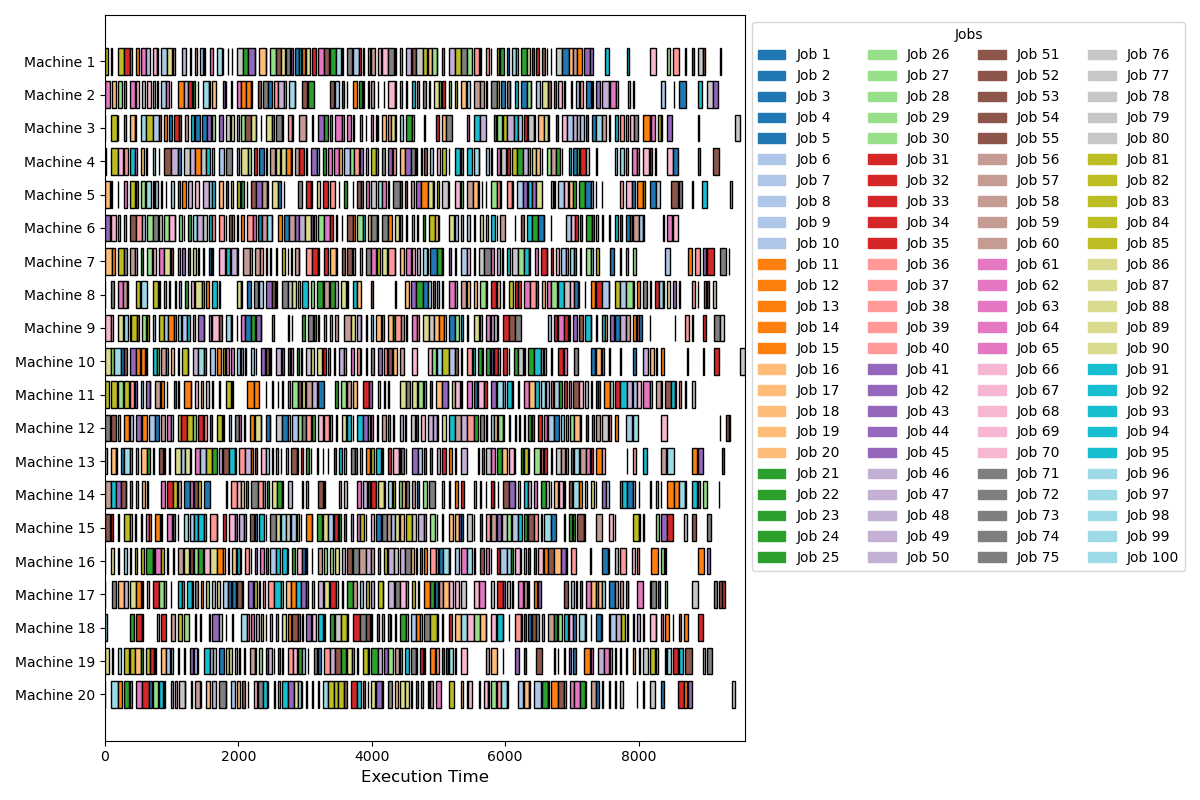 Machine 1
Machine 2
Machine 3
Machine 4
Machine 5
Machine 6
Machine 7
Machine 8
Machine 9
Machine 10
Machine 11
Machine 12
Machine 13
Machine 14
Machine 15
Machine 16
Machine 17
Machine 18
Machine 19
Machine 20
0 2000 4000 6000 8000
Execution Time
Jobs
Job 1 Job 26 Job 51 Job 76
Job 2 Job 27 Job 52 Job 77
Job 3 Job 28 Job 53 Job 78
Job 4 Job 29 Job 54 Job 79
Job 5 Job 30 Job 55 Job 80
Job 6 Job 31 Job 56 Job 81
Job 7 Job 32 Job 57 Job 82
Job 8 Job 33 Job 58 Job 83
Job 9 Job 34 Job 59 Job 84
Job 10 Job 35 Job 60 Job 85
Job 11 Job 36 Job 61 Job 86
Job 12 Job 37 Job 62 Job 87
Job 13 Job 38 Job 63 Job 88
Job 14 Job 39 Job 64 Job 89
Job 15 Job 40 Job 65 Job 90
Job 16 Job 41 Job 66 Job 91
Job 17 Job 42 Job 67 Job 92
Job 18 Job 43 Job 68 Job 93
Job 19 Job 44 Job 69 Job 94
Job 20 Job 45 Job 70 Job 95
Job 21 Job 46 Job 71 Job 96
Job 22 Job 47 Job 72 Job 97
Job 23 Job 48 Job 73 Job 98
Job 24 Job 49 Job 74 Job 99
Job 25 Job 50 Job 75 Job 100